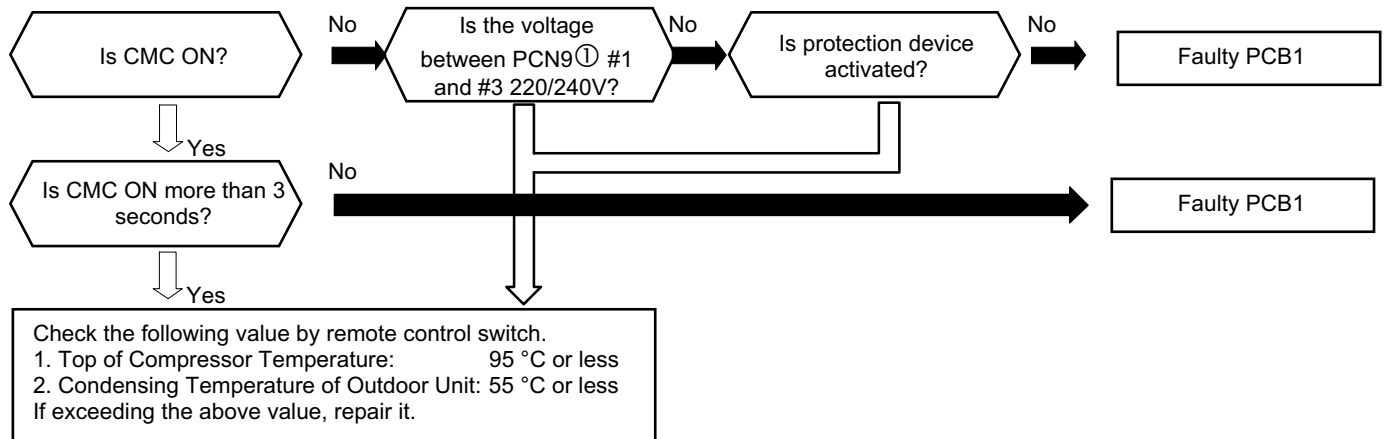 Is CMC ON?
No
Is the voltage
between PCN9① #1
and #3 220/240V?
No
Is protection device
activated?
No
Faulty PCB1
Yes
Is CMC ON more than 3
seconds?
No
Faulty PCB1
Yes
Check the following value by remote control switch.
1. Top of Compressor Temperature: 95 °C or less
2. Condensing Temperature of Outdoor Unit: 55 °C or less
If exceeding the above value, repair it.